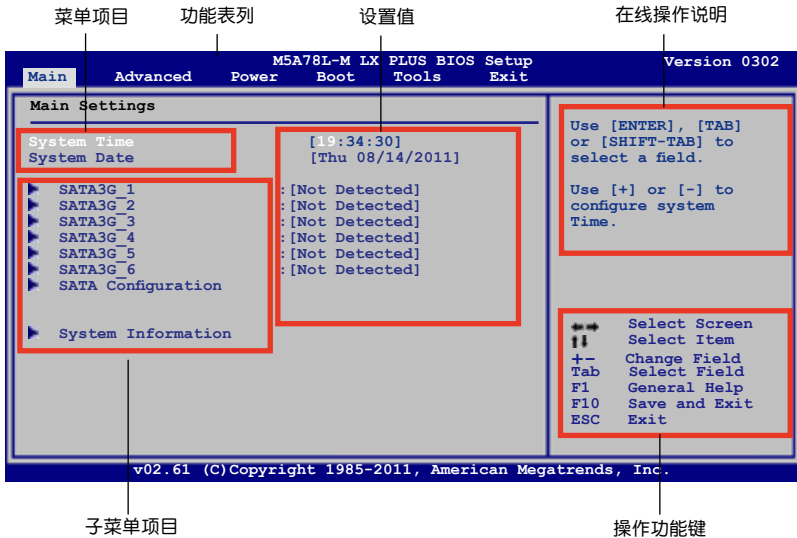 菜单项目 功能表列 设置值 在线操作说明
M5A78L-M LX PLUS BIOS Setup Version 0302
Main Advanced Power Boot Tools Exit
Main Settings
System Time [19:34:30]
System Date [Thu 08/14/2011]
SATA3G_1 :[Not Detected]
SATA3G_2 :[Not Detected]
SATA3G_3 :[Not Detected]
SATA3G_4 :[Not Detected]
SATA3G_5 :[Not Detected]
SATA3G_6 :[Not Detected]
SATA Configuration
System Information
Use [ENTER], [TAB]
or [SHIFT-TAB] to
select a field.
Use [+] or [-] to
configure system
Time.
←→ Select Screen
↑↓ Select Item
+- Change Field
Tab Select Field
F1 General Help
F10 Save and Exit
ESC Exit
v02.61 (C)Copyright 1985-2011, American Megatrends, Inc.
子菜单项目 操作功能键